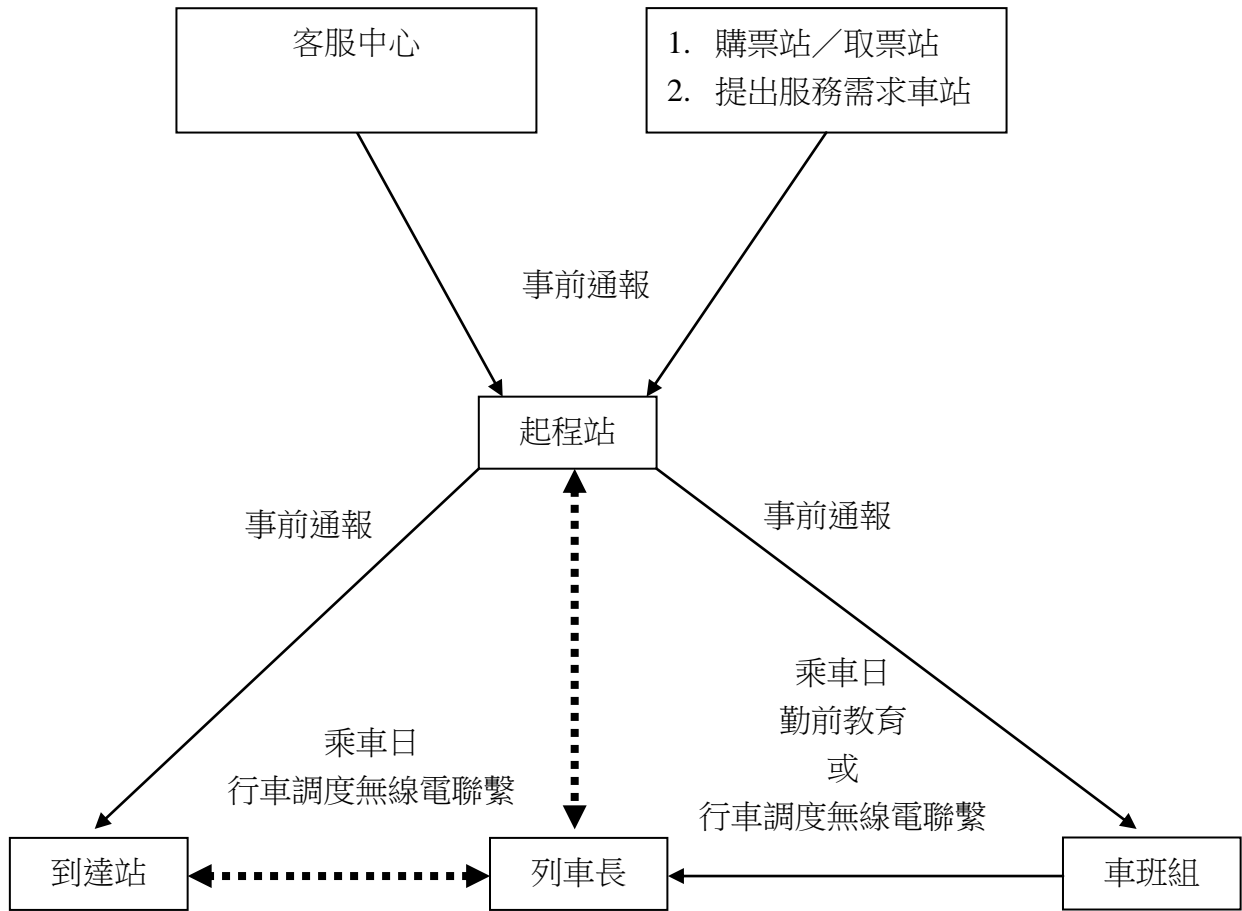 客服中心
1. 購票站／取票站
2. 提出服務需求車站
事前通報
起程站
事前通報
事前通報
乘車日
行車調度無線電聯繫
乘車日
勤前教育
或
行車調度無線電聯繫
到達站
列車長
車班組